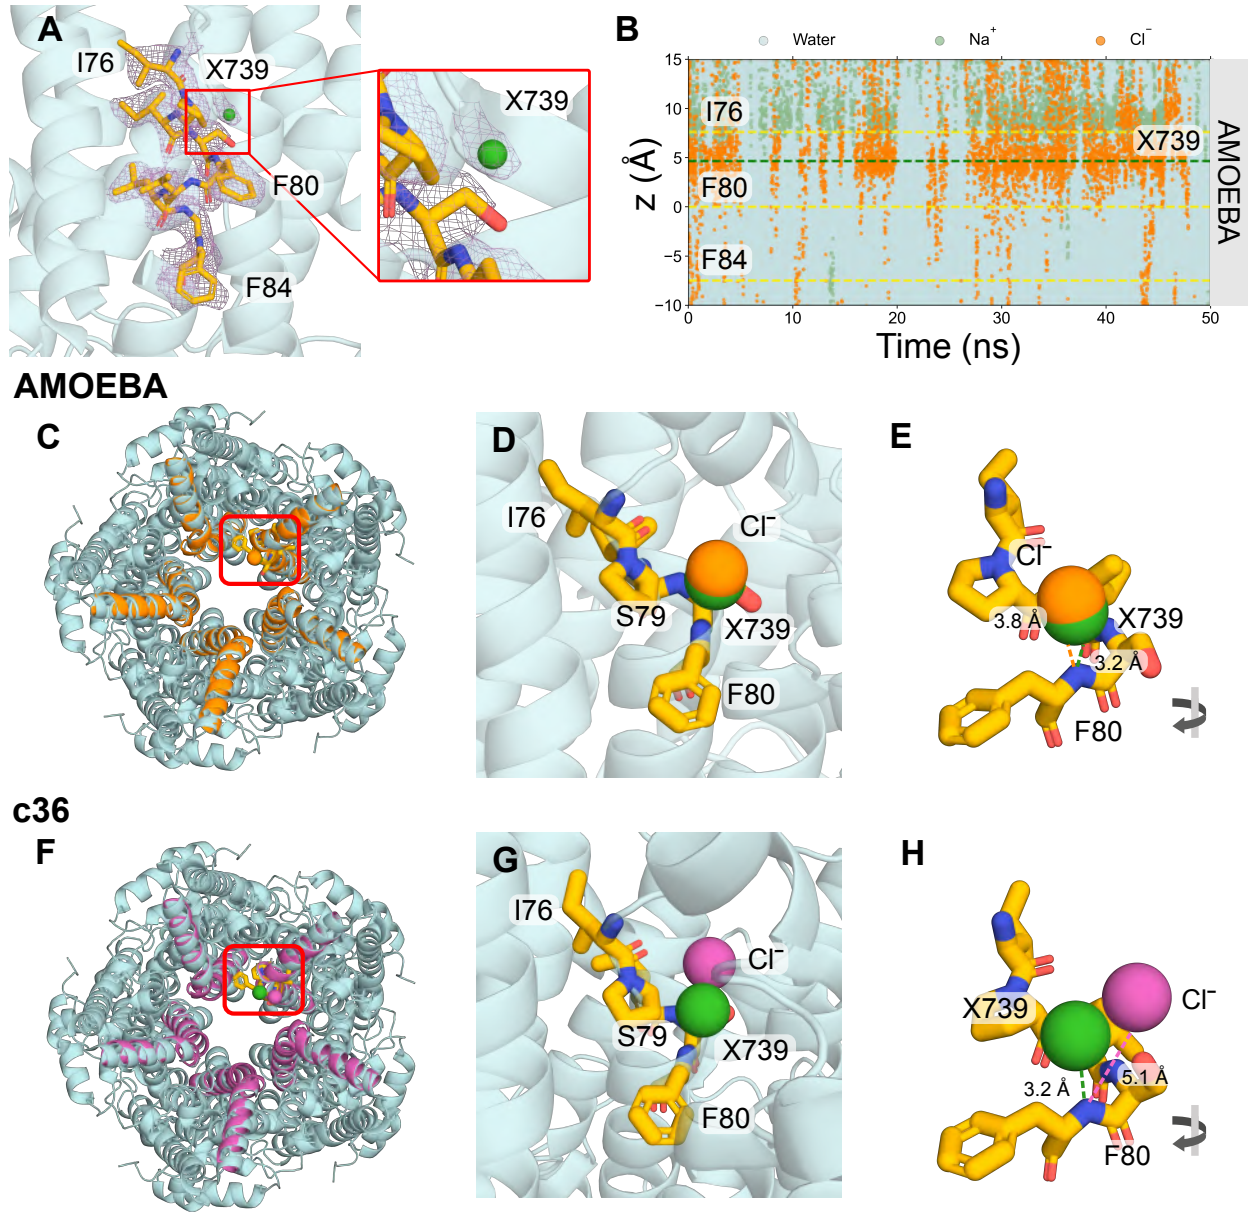 A
I76
X739
F80
F84
X739
B
Water
Na⁺
Cl⁻
z (Å)
15
10
5
0
−5
−10
I76
X739
F80
F84
0
10
20
30
40
50
Time (ns)
AMOEBA
AMOEBA
C
D
I76
Cl⁻
S79
X739
F80
E
Cl⁻
3.8 Å
X739
3.2 Å
F80
c36
F
G
I76
Cl⁻
S79
X739
F80
H
X739
Cl⁻
3.2 Å
5.1 Å
F80